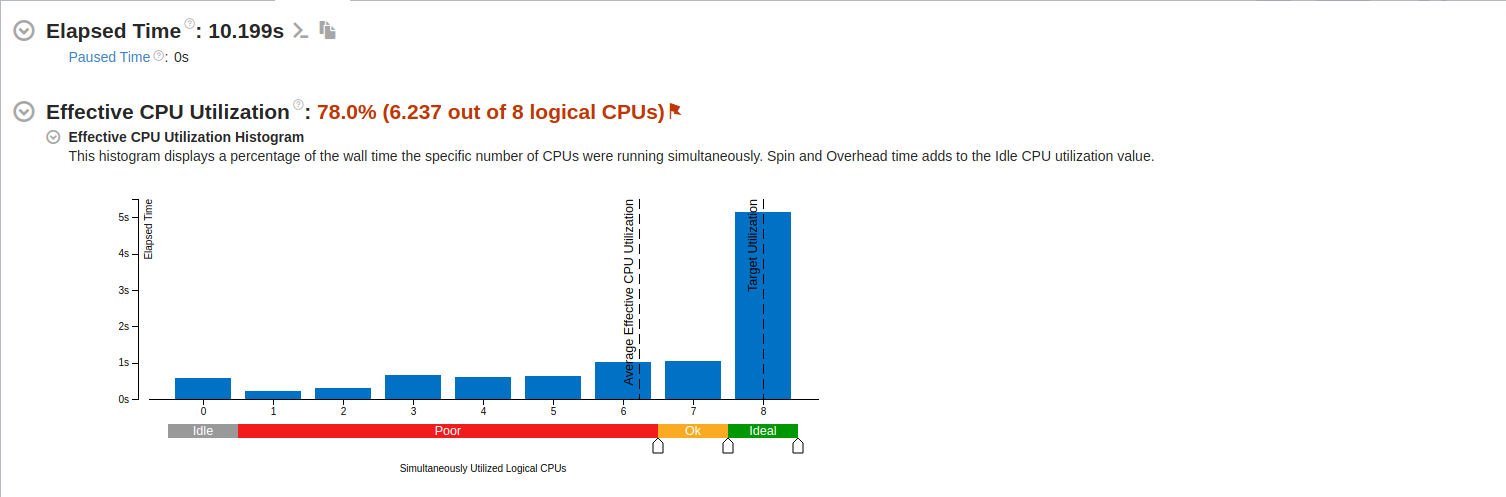 Elapsed Time ?: 10.199s
Paused Time ?: 0s
Effective CPU Utilization ?: 78.0% (6.237 out of 8 logical CPUs)
Effective CPU Utilization Histogram
This histogram displays a percentage of the wall time the specific number of CPUs were running simultaneously. Spin and Overhead time adds to the Idle CPU utilization value.
Elapsed Time
5s
4s
3s
2s
1s
0s
Average Effective CPU Utilization
Target Utilization
0 1 2 3 4 5 6 7 8
Idle Poor Ok Ideal
Simultaneously Utilized Logical CPUs